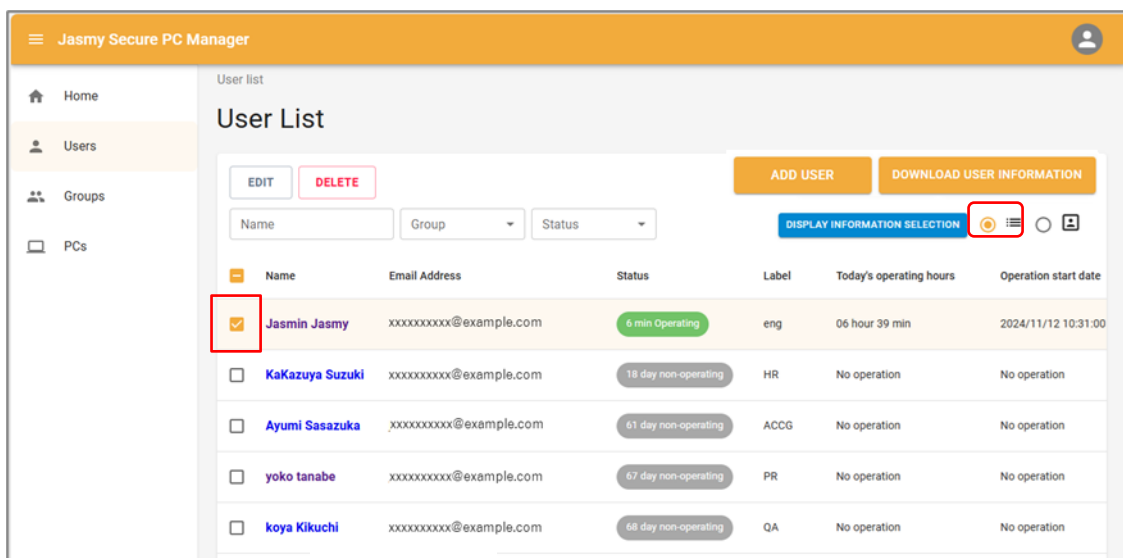 Jasmy Secure PC Manager
Home
Users
Groups
PCs
User list
User List
EDIT DELETE ADD USER DOWNLOAD USER INFORMATION
Name Group Status DISPLAY INFORMATION SELECTION
Name Email Address Status Label Today's operating hours Operation start date
Jasmin Jasmy xxxxxxxxxx@example.com 6 min Operating eng 06 hour 39 min 2024/11/12 10:31:00
KaKazuya Suzuki xxxxxxxxxx@example.com 18 day non-operating HR No operation No operation
Ayumi Sasazuka xxxxxxxxxx@example.com 61 day non-operating ACCG No operation No operation
yoko tanabe xxxxxxxxxx@example.com 67 day non-operating PR No operation No operation
koya Kikuchi xxxxxxxxxx@example.com 68 day non-operating QA No operation No operation